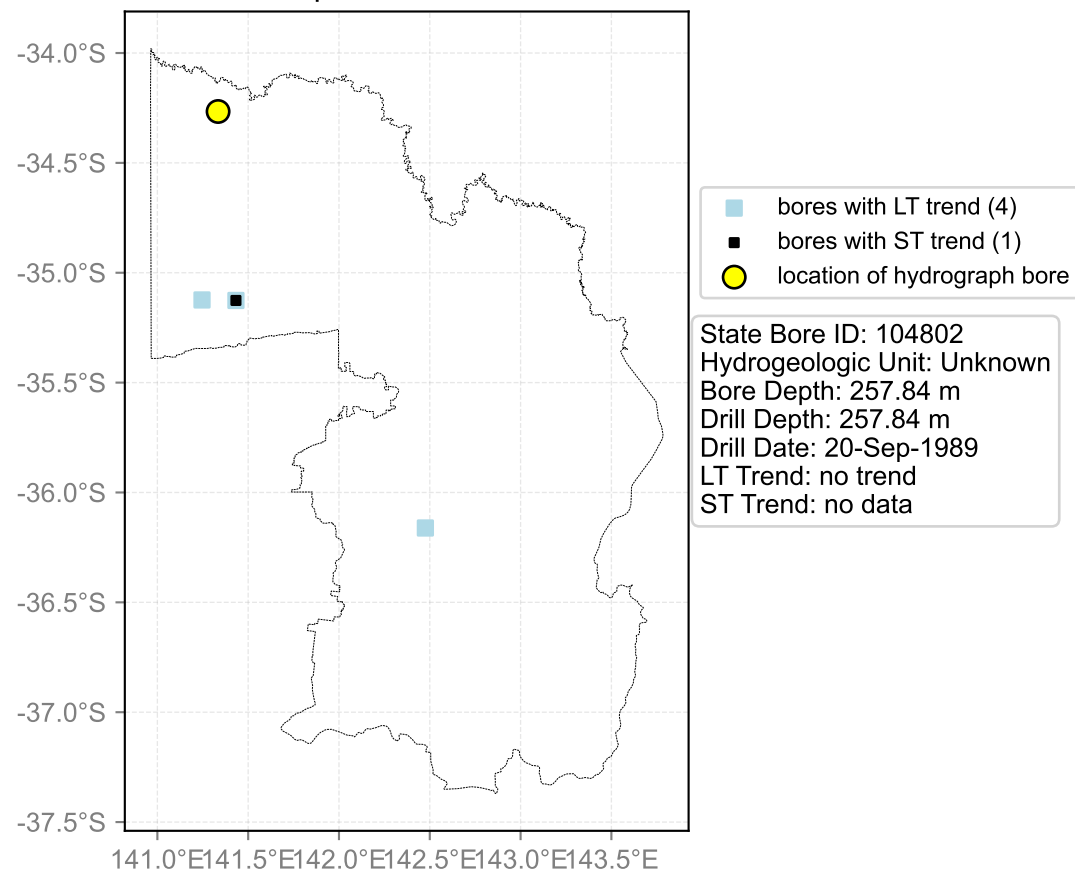 -34.0°S
-34.5°S
-35.0°S
-35.5°S
-36.0°S
-36.5°S
-37.0°S
-37.5°S
141.0°E141.5°E142.0°E142.5°E143.0°E143.5°E
bores with LT trend (4)
bores with ST trend (1)
location of hydrograph bore
State Bore ID: 104802
Hydrogeologic Unit: Unknown
Bore Depth: 257.84 m
Drill Depth: 257.84 m
Drill Date: 20-Sep-1989
LT Trend: no trend
ST Trend: no data